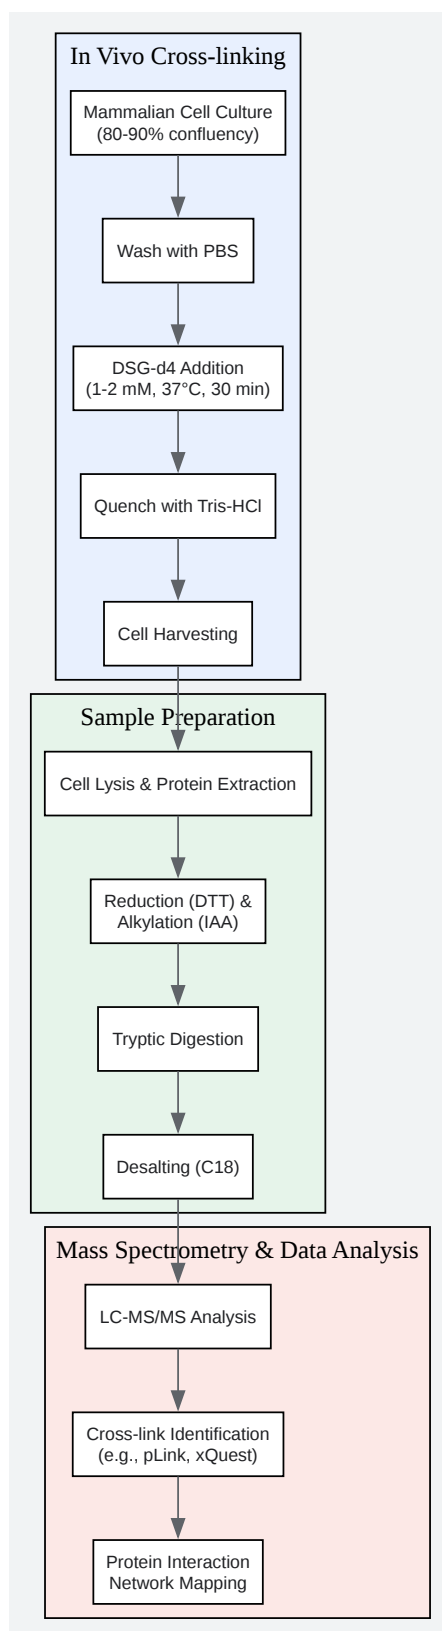 In Vivo Cross-linking
Mammalian Cell Culture
(80-90% confluency)
Wash with PBS
DSG-d4 Addition
(1-2 mM, 37°C, 30 min)
Quench with Tris-HCl
Cell Harvesting
Sample Preparation
Cell Lysis & Protein Extraction
Reduction (DTT) &
Alkylation (IAA)
Tryptic Digestion
Desalting (C18)
Mass Spectrometry & Data Analysis
LC-MS/MS Analysis
Cross-link Identification
(e.g., pLink, xQuest)
Protein Interaction
Network Mapping